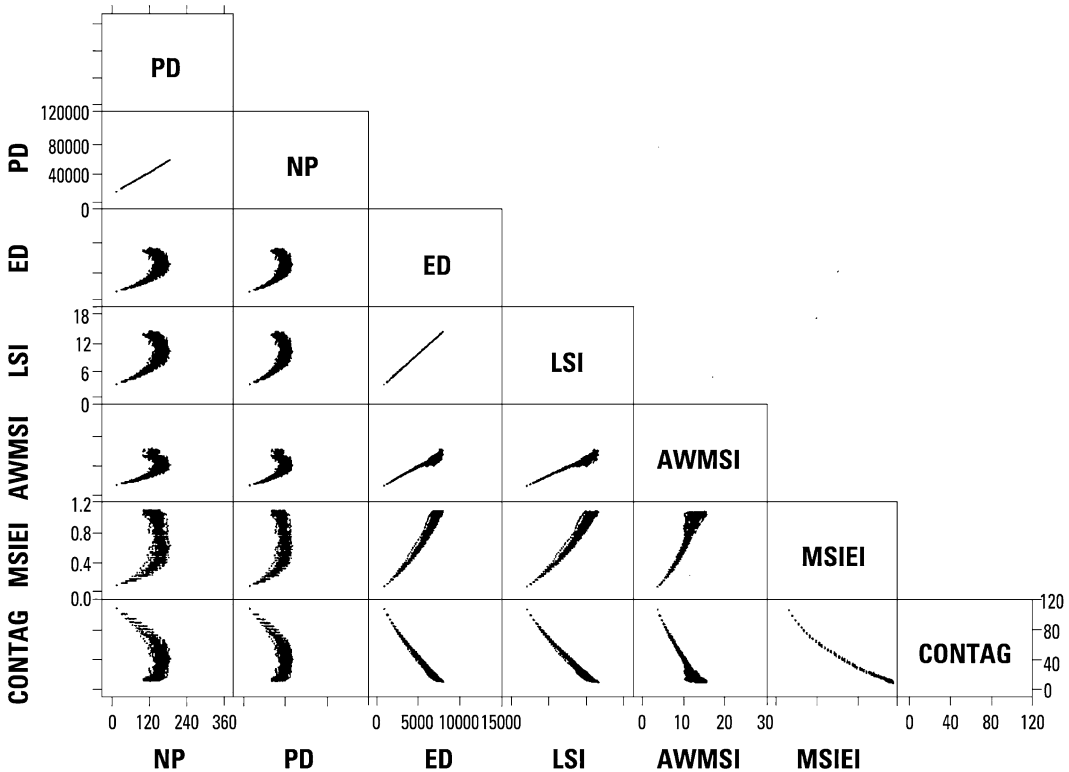 PD
120000
80000
40000
0
PD
NP
ED
ED
18
12
6
0
LSI
LSI
AWMSI
AWMSI
1.2
0.8
0.4
0.0
MSIEI
MSIEI
CONTAG
CONTAG
120
80
40
0
0 120 240 360
0 5000 10000 15000
0 10 20 30
0 40 80 120
NP PD ED LSI AWMSI MSIEI